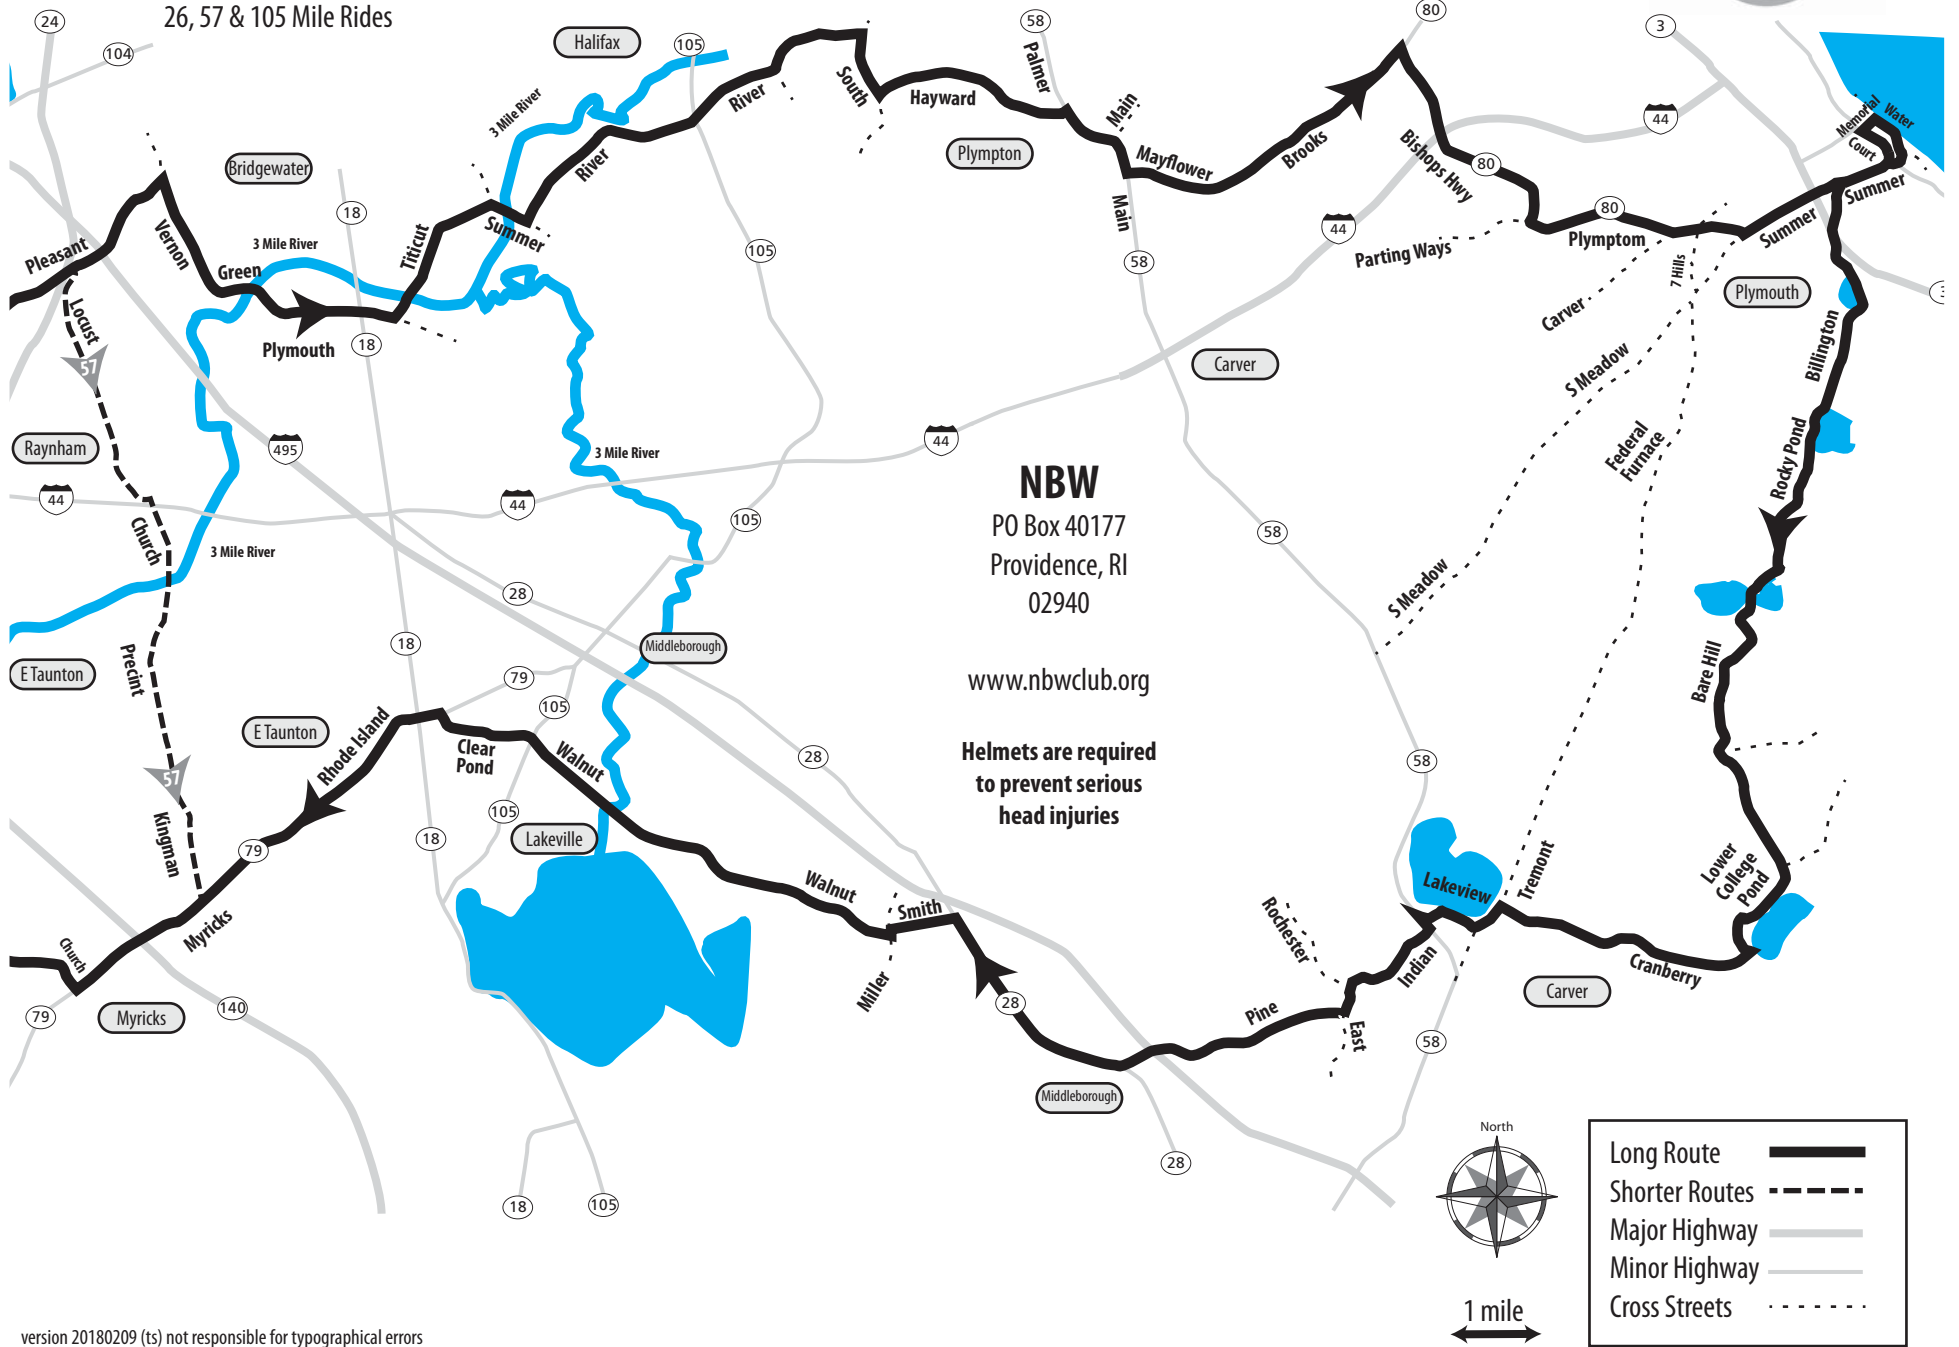 26, 57 & 105 Mile Rides
24
104
Halifax
105
58
80
3
Palmer
3 Mile River
River
South
Hayward
Main
44
Memorial
Water
Court
Bridgewater
River
Plympton
Mayflower
Brooks
Bishops Hwy
80
18
Summer
Titicut
Main
80
Summer
Summer
Pleasant
Vernon
3 Mile River
Green
105
58
44
Parting Ways
Plymptom
7 Hills
Plymouth
3
Locust
Plymouth
18
57
Carver
Carver
S Meadow
Billington
Raynham
495
44
3 Mile River
NBW
Federal
Furnace
Rocky Pond
44
44
Church
105
PO Box 40177
Providence, RI
02940
58
3 Mile River
28
S Meadow
Precint
18
Middleborough
E Taunton
79
www.nbwclub.org
Bare Hill
105
E Taunton
Rhode Island
Clear
Pond
Walnut
28
Helmets are required
to prevent serious
head injuries
58
57
Kingman
79
18
105
Lakeville
Walnut
Smith
Lakeview
Tremont
Lower
College
Pond
Myricks
Rochester
Miller
Indian
Cranberry
Church
Carver
79
Myricks
140
28
Pine
East
58
Middleborough
28
18
105
North
1 mile
Long Route
Shorter Routes
Major Highway
Minor Highway
Cross Streets
version 20180209 (ts) not responsible for typographical errors